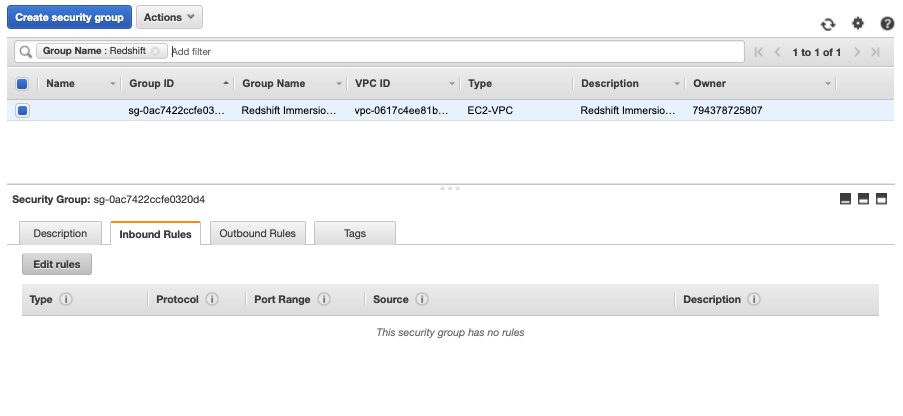 Create security group Actions
Group Name : Redshift Add filter 1 to 1 of 1
Name Group ID Group Name VPC ID Type Description Owner
sg-0ac7422ccfe03... Redshift Immersio... vpc-0617c4ee81b... EC2-VPC Redshift Immersio... 794378725807
Security Group: sg-0ac7422ccfe0320d4
Description Inbound Rules Outbound Rules Tags
Edit rules
Type Protocol Port Range Source Description
This security group has no rules